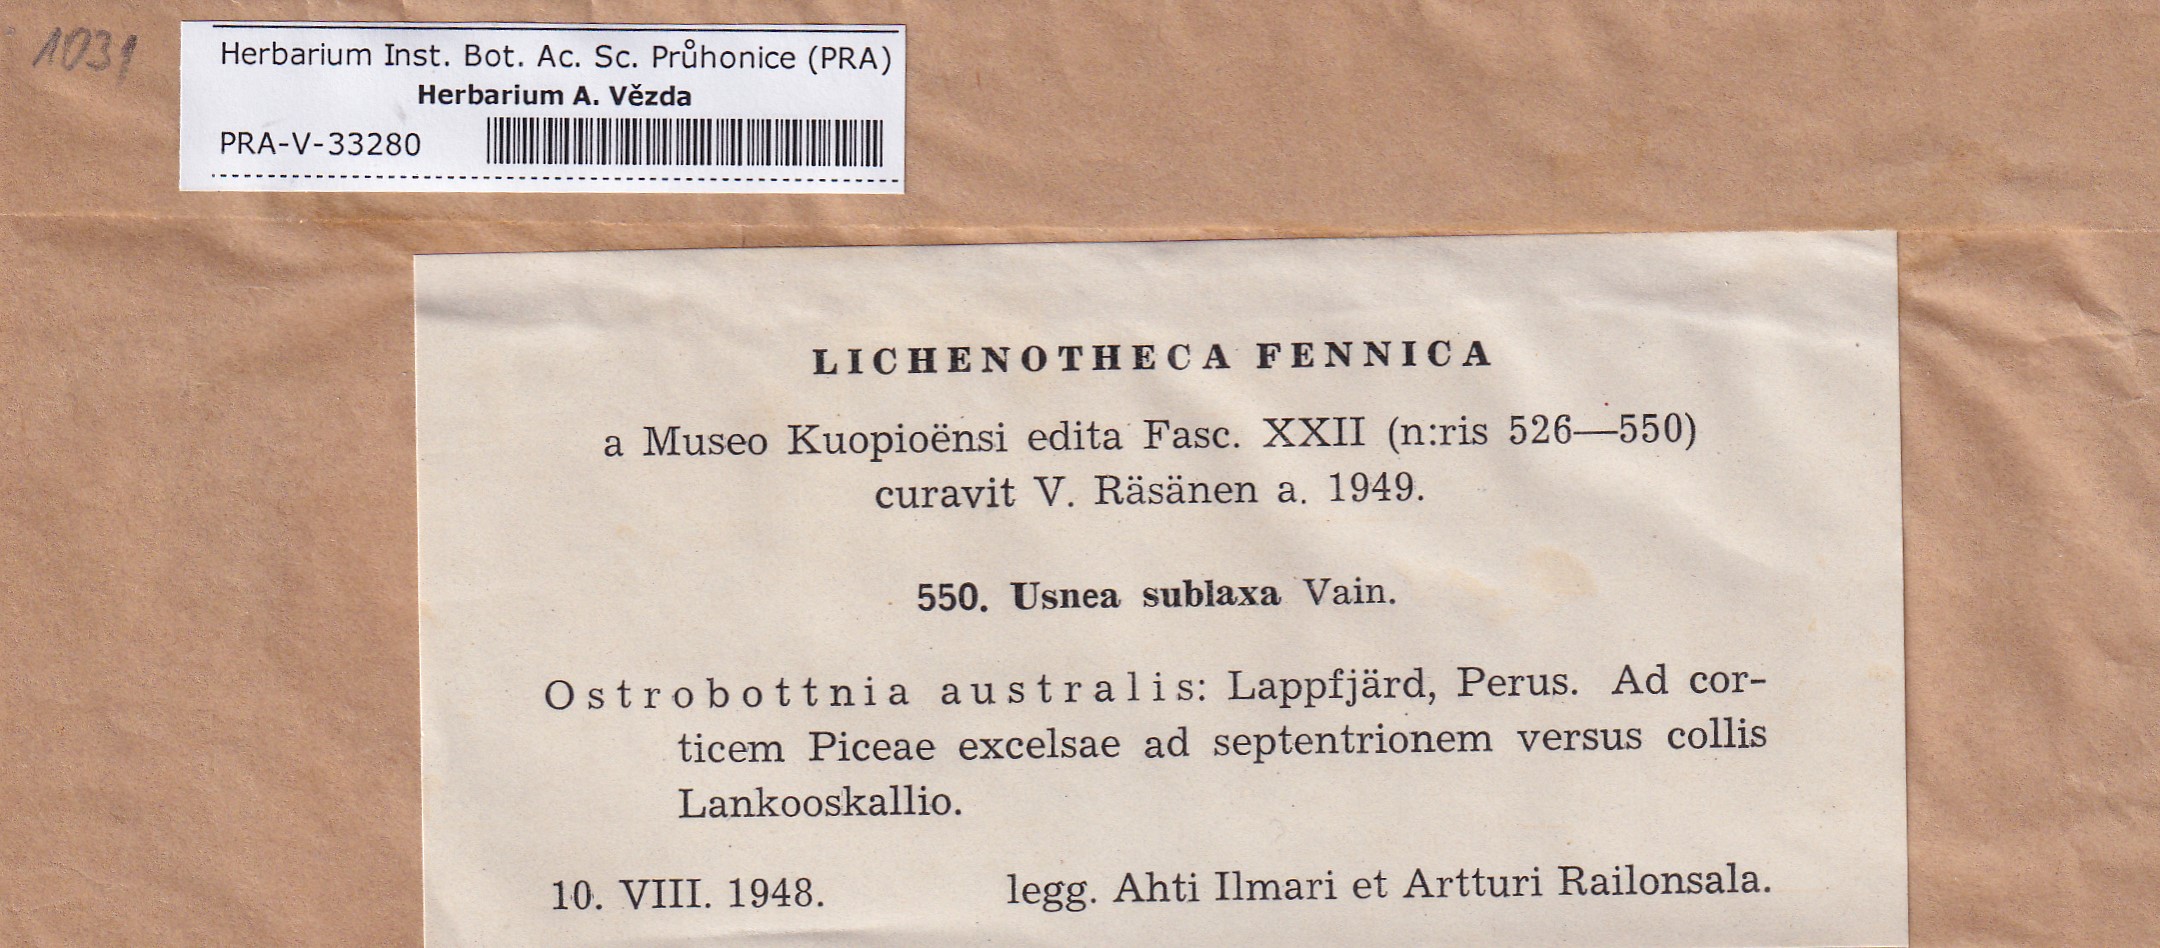 1031
Herbarium Inst. Bot. Ac. Sc. Průhonice (PRA)
Herbarium A. Vězda
PRA-V-33280
LICHENOTHECA FENNICA
a Museo Kuopioënsi edita Fasc. XXII (n:ris 526—550)
curavit V. Räsänen a. 1949.
550. Usnea sublaxa Vain.
Ostrobottnia australis: Lappfjärd, Perus. Ad cor-
ticem Piceae excelsae ad septentrionem versus collis
Lankooskallio.
10. VIII. 1948. legg. Ahti Ilmari et Artturi Railonsala.